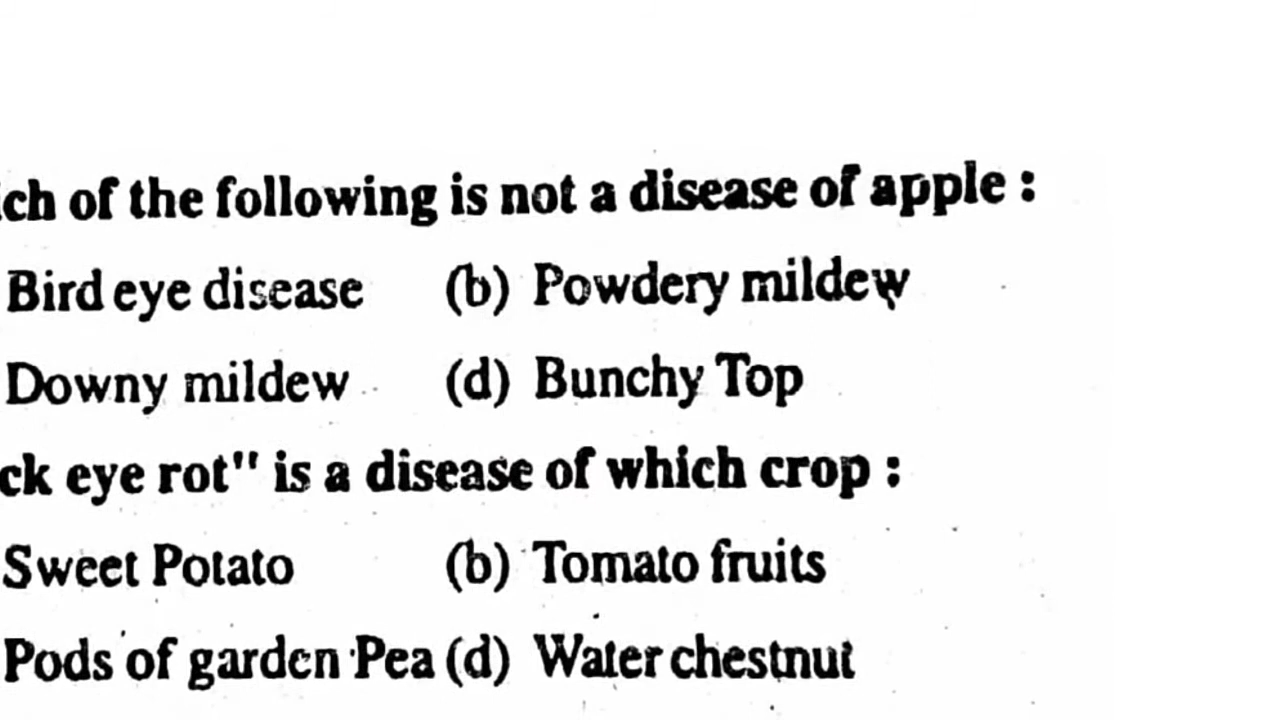 ch of the following is not a disease of apple :
Bird eye disease (b) Powdery mildew
Downy mildew (d) Bunchy Top
ck eye rot" is a disease of which crop :
Sweet Potato (b) Tomato fruits
Pods of garden Pea (d) Water chestnut